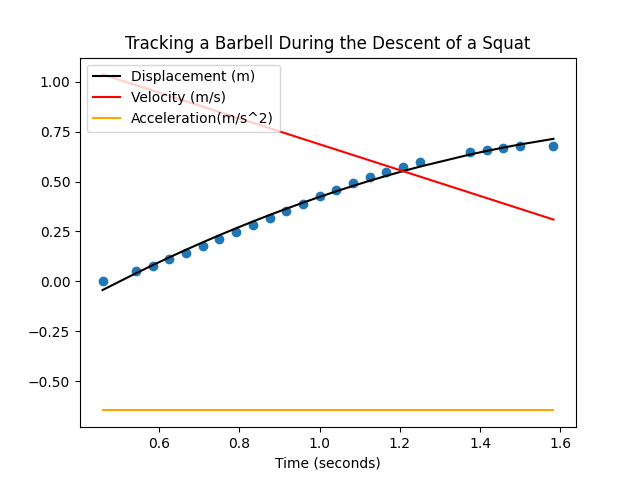 Tracking a Barbell During the Descent of a Squat
Displacement (m)
Velocity (m/s)
Acceleration(m/s^2)
1.00
0.75
0.50
0.25
0.00
−0.25
−0.50
0.6 0.8 1.0 1.2 1.4 1.6
Time (seconds)